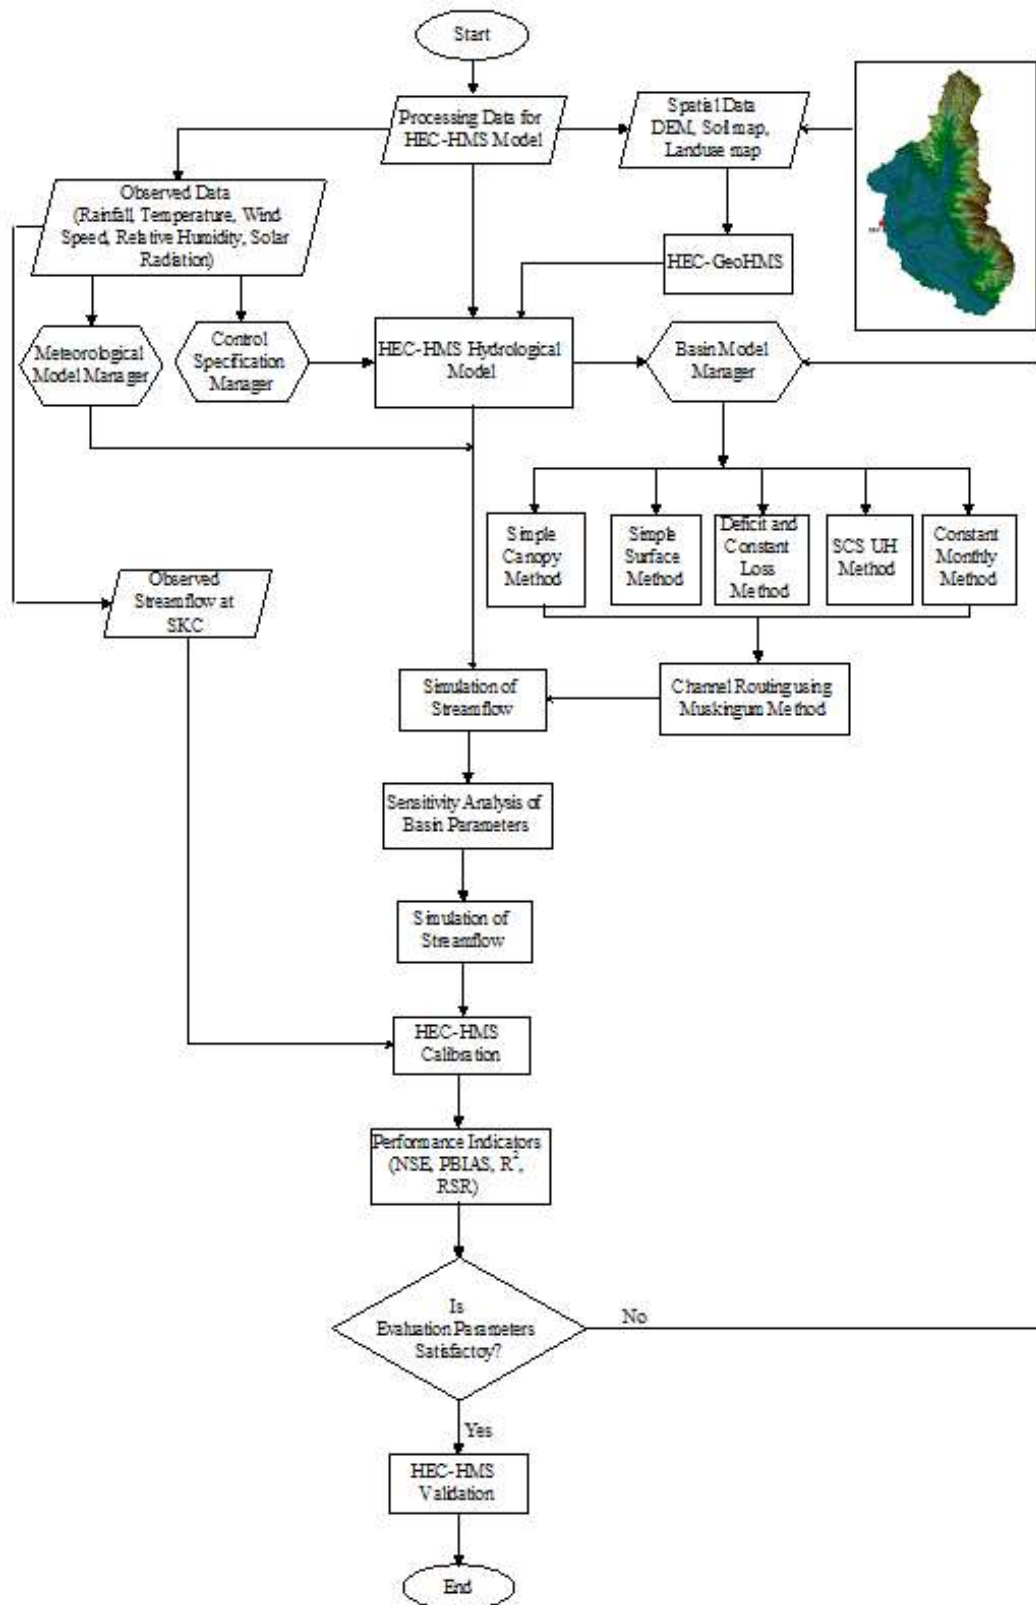 Start
Processing Data for
HEC-HMS Model
Spatial Data
DEM, Soil map,
Landuse map
Observed Data
(Rainfall, Temperature, Wind
Speed, Relative Humidity, Solar
Radiation)
HEC-GeoHMS
Meteorological
Model Manager
Control
Specification
Manager
HEC-HMS Hydrological
Model
Basin Model
Manager
Simple
Canopy
Method
Simple
Surface
Method
Deficit and
Constant
Loss
Method
SCS UH
Method
Constant
Monthly
Method
Observed
Streamflow at
SKC
Simulation of
Streamflow
Channel Routing using
Muskingum Method
Sensitivity Analysis of
Basin Parameters
Simulation of
Streamflow
HEC-HMS
Calibration
Performance Indicators
(NSE, PBIAS, R²,
RSR)
Is
Evaluation Parameters
Satisfactoy?
No
Yes
HEC-HMS
Validation
End